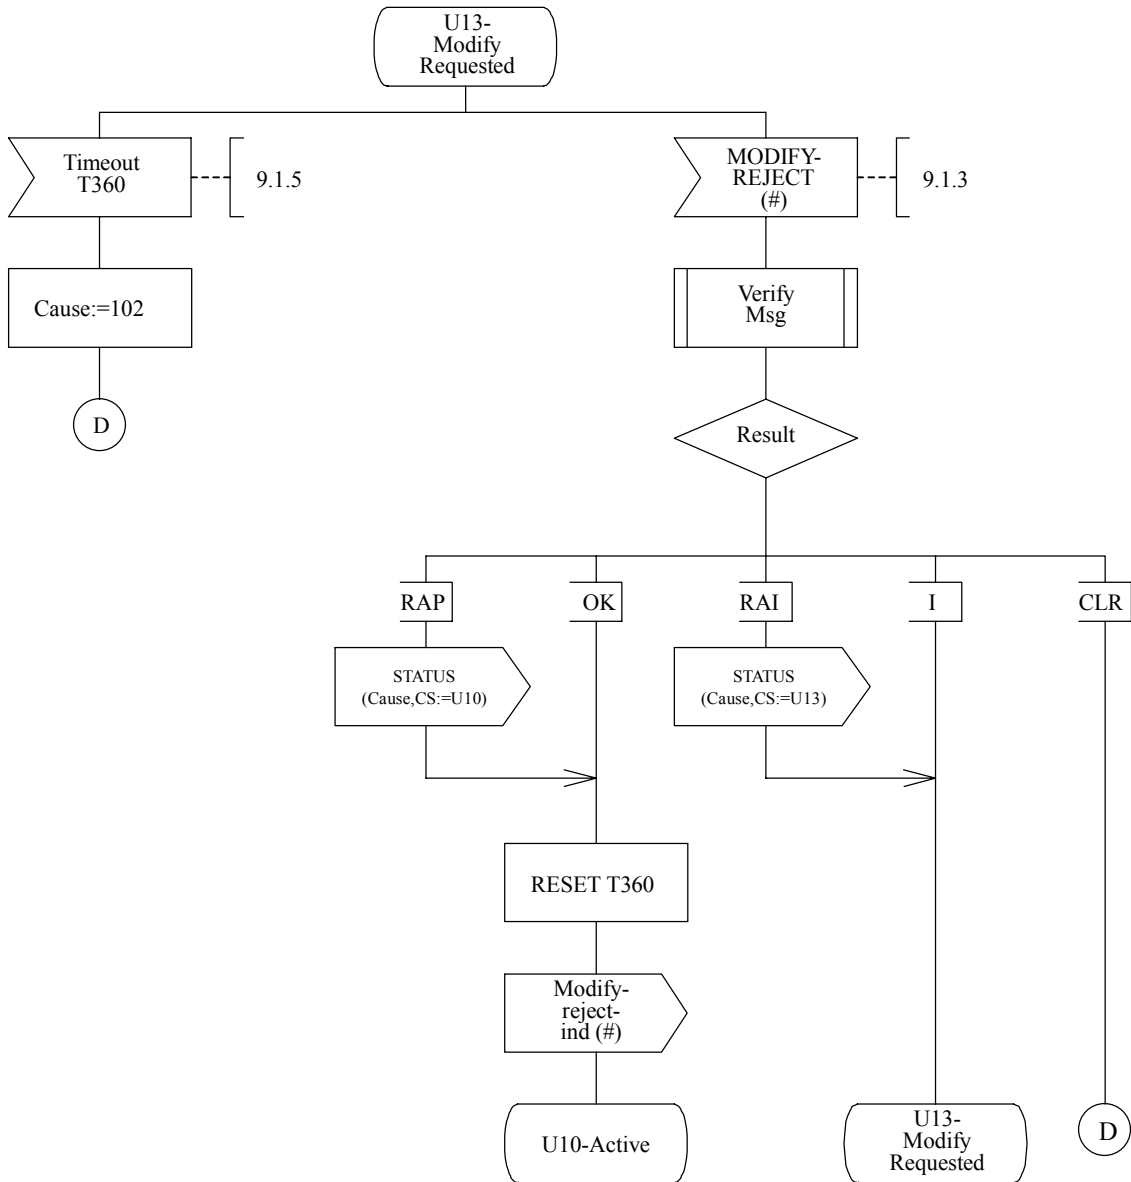 U13-
Modify
Requested
Timeout
T360
9.1.5
MODIFY-
REJECT
(#)
9.1.3
Cause:=102
Verify
Msg
D
Result
RAP
OK
RAI
I
CLR
STATUS
(Cause,CS:=U10)
STATUS
(Cause,CS:=U13)
RESET T360
Modify-
reject-
ind (#)
U10-Active
U13-
Modify
Requested
D